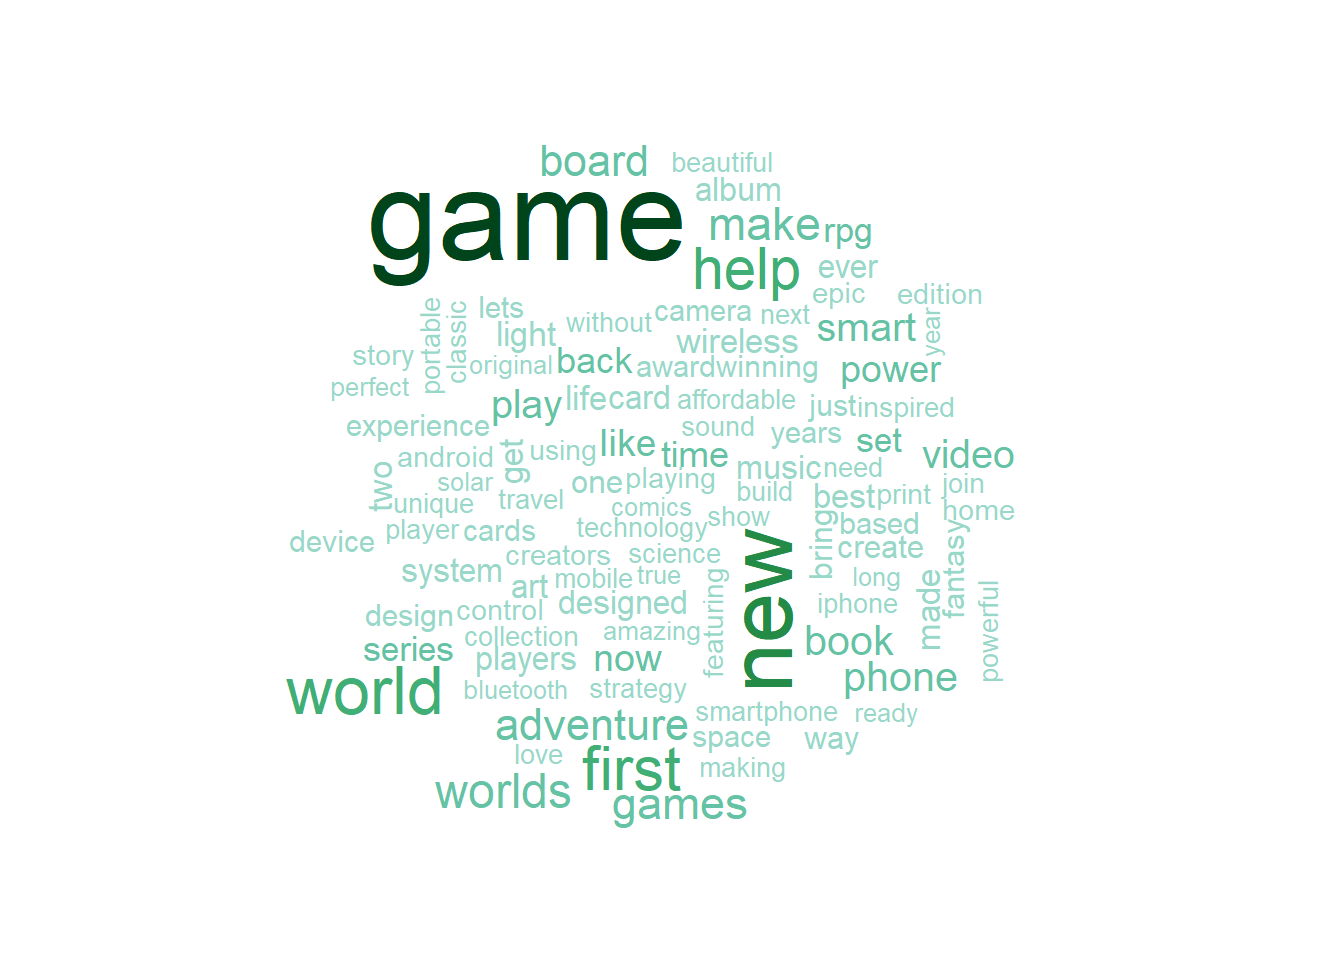 board
beautiful
game
album
make
rpg
help
ever
epic
edition
lets
portable
classic
light
without
camera
next
wireless
smart
year
story
original
back
awardwinning
power
perfect
play
life
card
affordable
just
inspired
experience
sound
years
set
like
time
video
android
get
using
two
solar
one
playing
music
need
unique
travel
comics
build
best
print
join
home
player
cards
technology
show
based
device
creators
science
new
bring
create
fantasy
system
art
mobile
true
long
design
control
designed
featuring
iphone
made
powerful
series
collection
amazing
players
now
book
world
bluetooth
strategy
phone
adventure
smartphone
ready
space
way
love
first
making
worlds
games